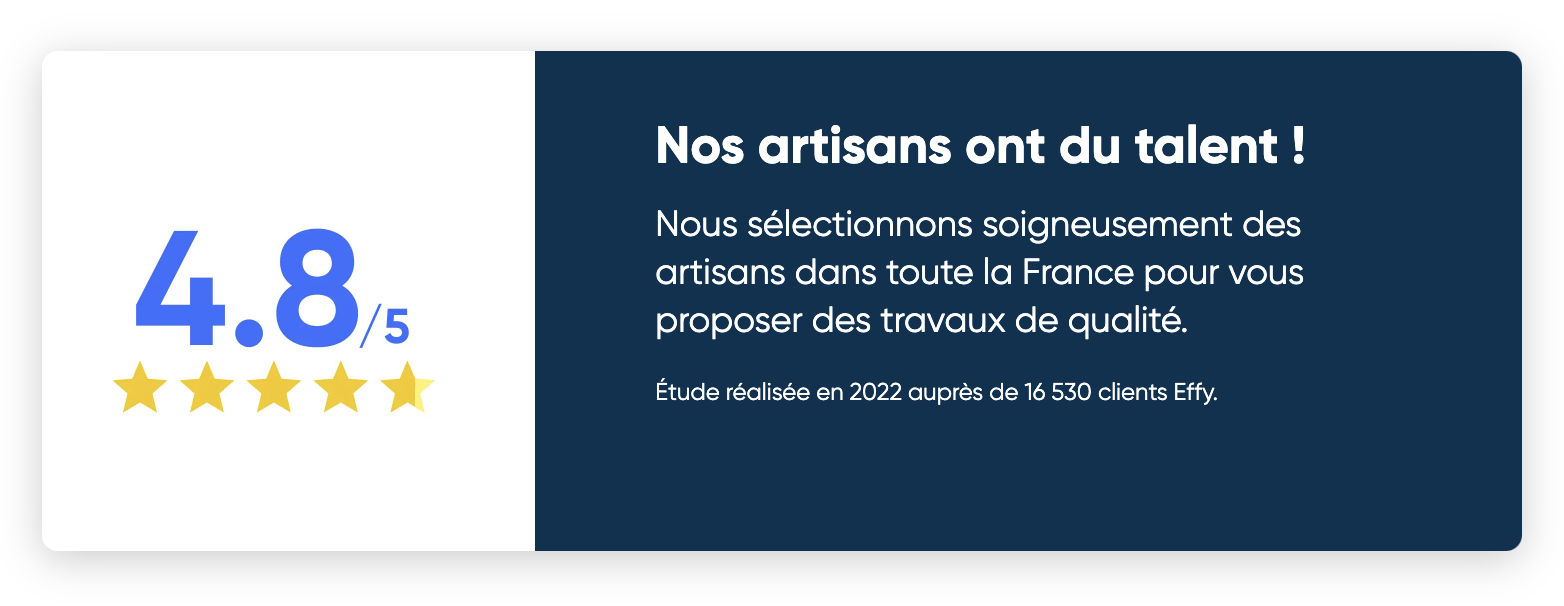 4.8/5
Nos artisans ont du talent !
Nous sélectionnons soigneusement des
artisans dans toute la France pour vous
proposer des travaux de qualité.
Étude réalisée en 2022 auprès de 16 530 clients Effy.